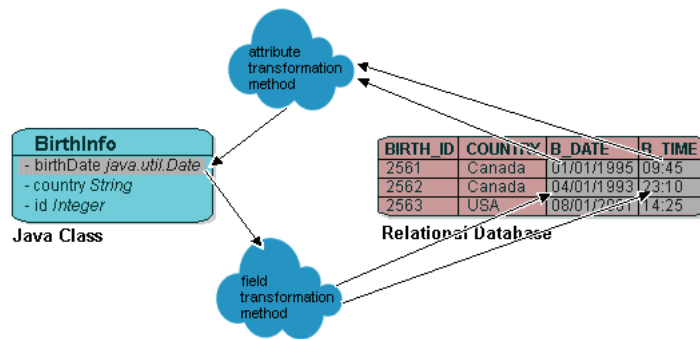 attribute
transformation
method
BirthInfo
- birthDate java.util.Date
- country String
- id Integer
Java Class
BIRTH_ID COUNTRY B_DATE B_TIME
2561 Canada 01/01/1995 09:45
2562 Canada 04/01/1993 23:10
2563 USA 08/01/2001 14:25
Relational Database
field
transformation
method